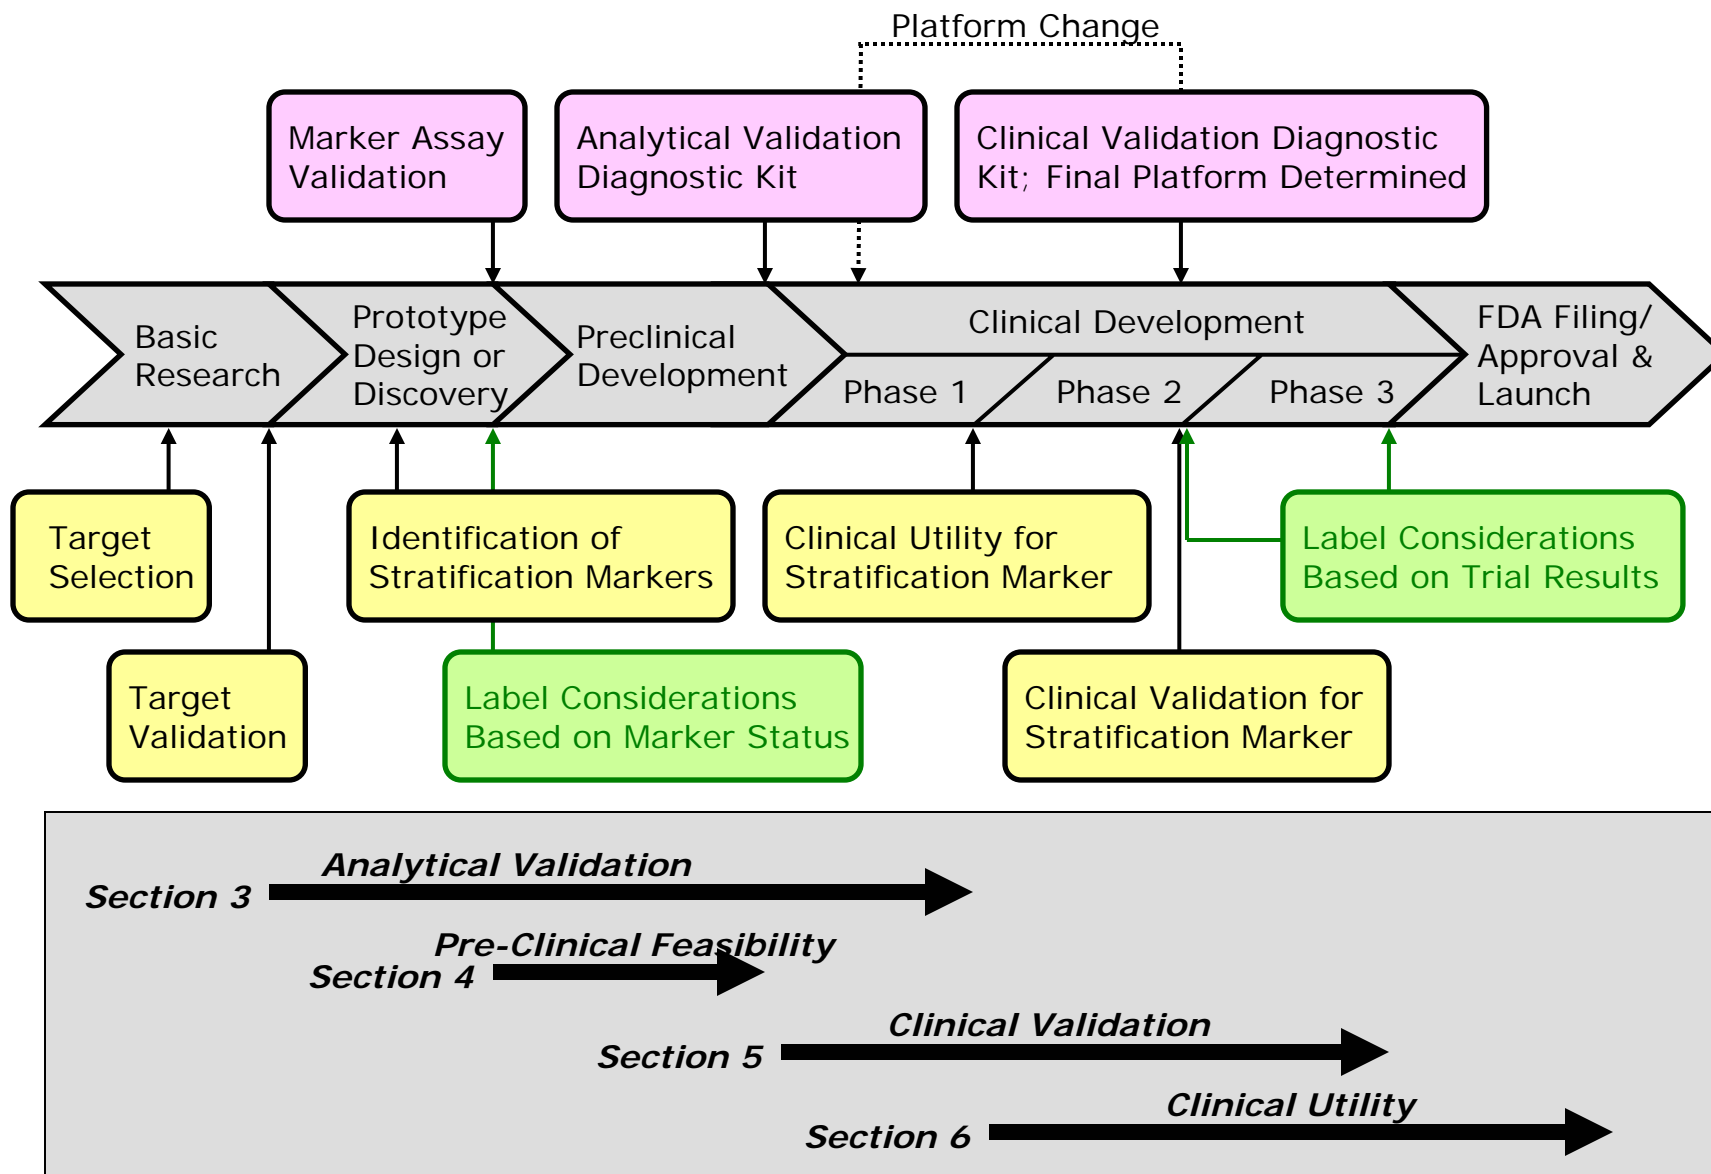 Platform Change
Marker Assay
Validation
Analytical Validation
Diagnostic Kit
Clinical Validation Diagnostic
Kit; Final Platform Determined
Basic
Research
Prototype
Design or
Discovery
Preclinical
Development
Clinical Development
Phase 1
Phase 2
Phase 3
FDA Filing/
Approval &
Launch
Target
Selection
Identification of
Stratification Markers
Clinical Utility for
Stratification Marker
Label Considerations
Based on Trial Results
Target
Validation
Label Considerations
Based on Marker Status
Clinical Validation for
Stratification Marker
Analytical Validation
Section 3
Pre-Clinical Feasibility
Section 4
Clinical Validation
Section 5
Clinical Utility
Section 6